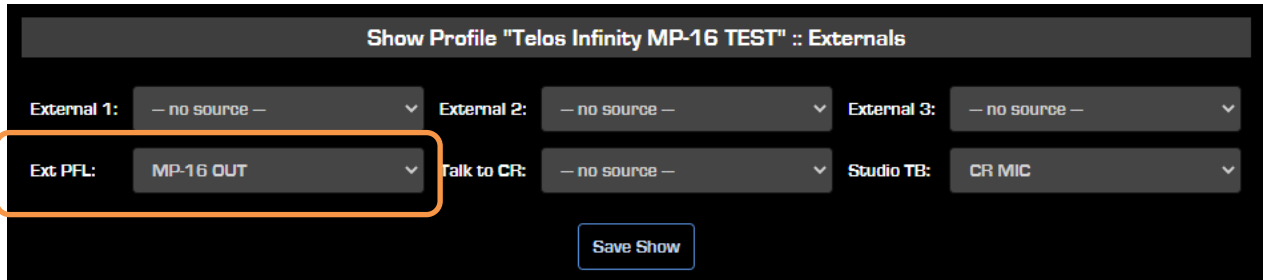 Show Profile "Telos Infinity MP-16 TEST" :: Externals
External 1: — no source — External 2: — no source — External 3: — no source —
Ext PFL: MP-16 OUT Talk to CR: — no source — Studio TB: CR MIC
Save Show